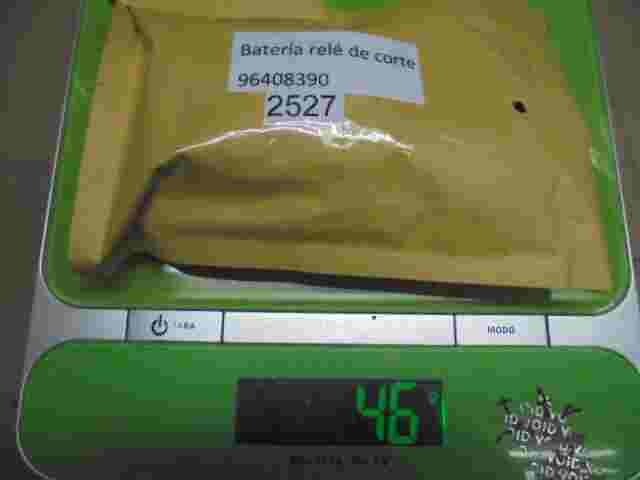 Batería relé de corte
96408390
2527
TARA
MODO
46